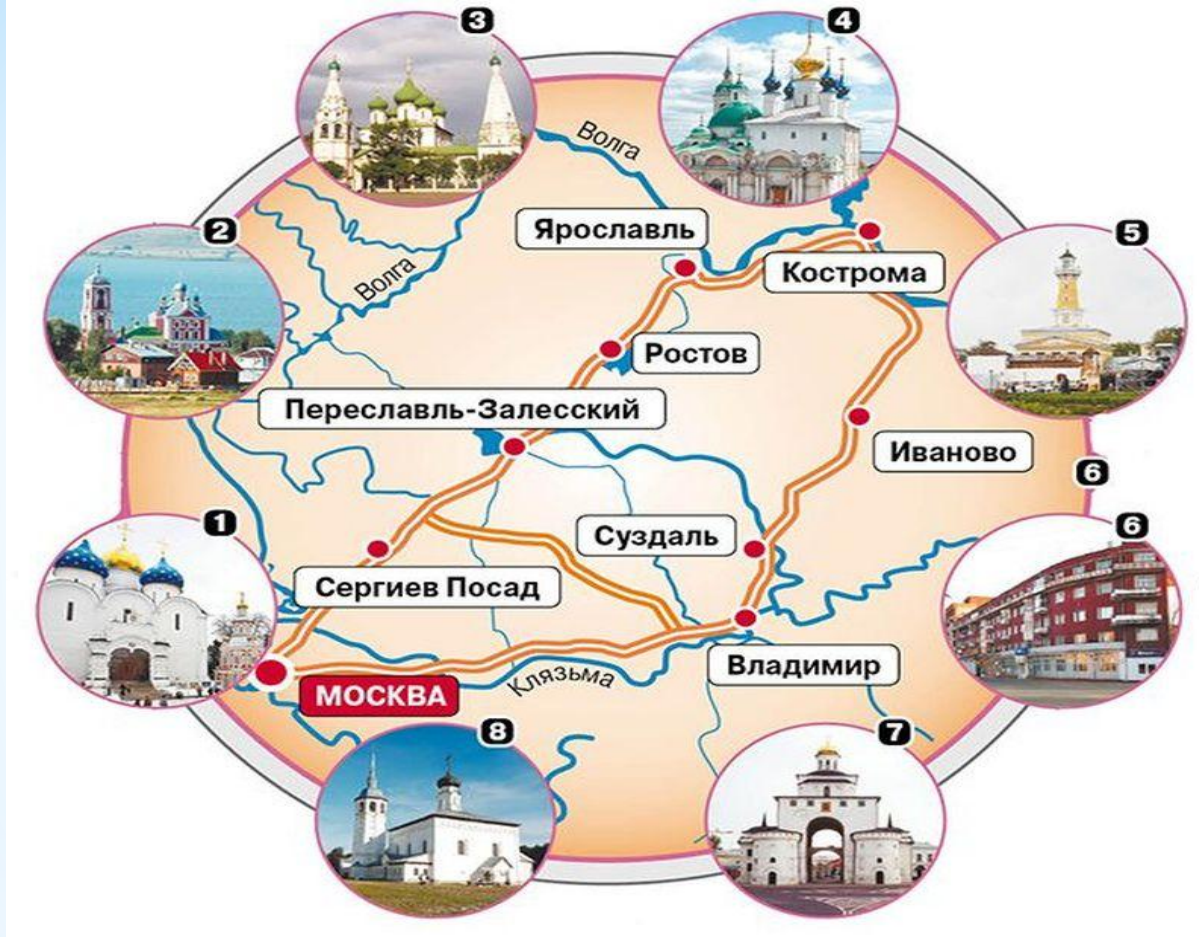 3
4
Волга
2
Ярославль
5
Волга
Кострома
Ростов
Переславль-Залесский
Иваново
6
1
Суздаль
6
Сергиев Посад
Владимир
Клязьма
МОСКВА
8
7